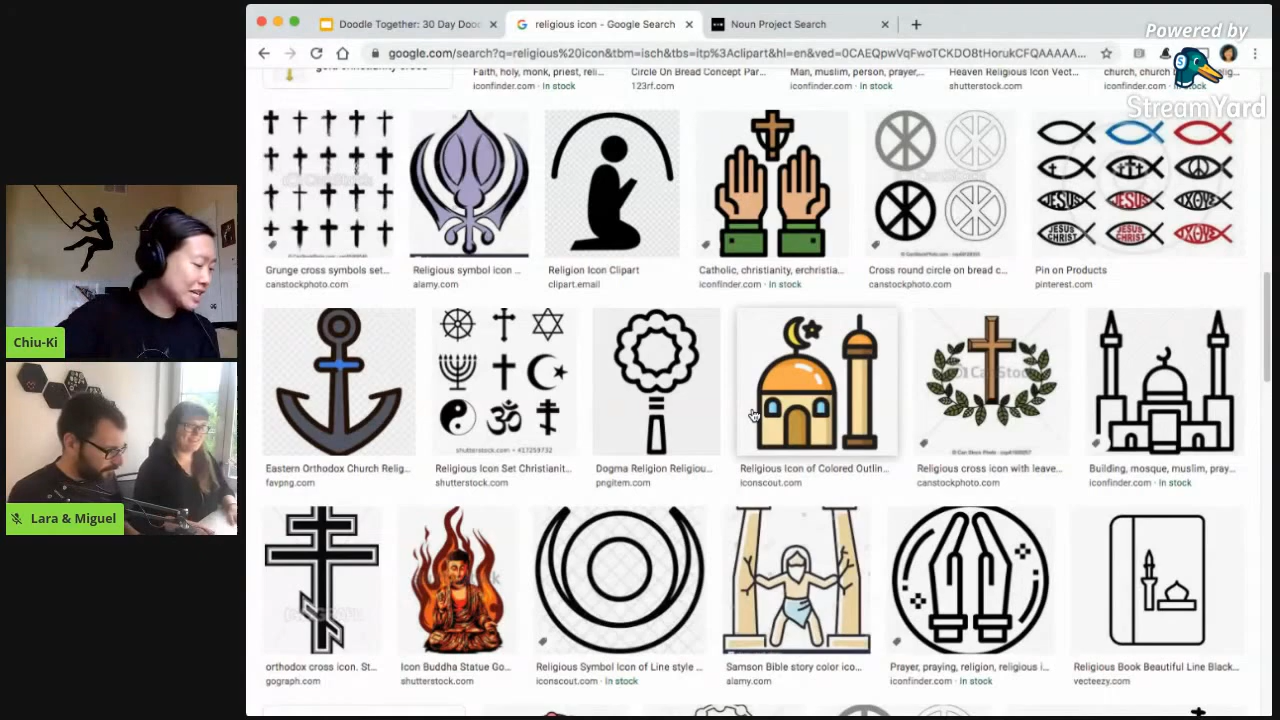 Doodle Together: 30 Day Dood
religious icon - Google Search
Noun Project Search
Powered by
StreamYard
google.com/search?q=religious%20icon&tbm=isch&tbs=itp%3Aclipart&hl=en&ved=0CAEQpwVqFwoTCKDO8tHorukCFQAAAAA...
Faith, holy, monk, priest, reli...
Circle On Bread Concept Par...
Man, muslim, person, prayer,...
Heaven Religious Icon Vect...
iconfinder.com · In stock
123rf.com
iconfinder.com · In stock
shutterstock.com
JESUS
JESUS
JESUS CHRIST
JESUS CHRIST
Grunge cross symbols set...
Religious symbol icon ...
Religion Icon Clipart
Catholic, christianity, erchristia...
Cross round circle on bread c...
Pin on Products
canstockphoto.com
alamy.com
clipart.email
iconfinder.com · In stock
canstockphoto.com
pinterest.com
Chiu-Ki
shutterstock.com • 417259732
Eastern Orthodox Church Relig...
Religious Icon Set Christianit...
Dogma Religion Religiou...
Religious Icon of Colored Outlin...
Religious cross icon with leave...
Building, mosque, muslim, pray...
favpng.com
shutterstock.com
pngitem.com
iconscout.com
canstockphoto.com
iconfinder.com · In stock
Lara & Miguel
orthodox cross icon. St...
Icon Buddha Statue Go...
Religious Symbol Icon of Line style ...
Samson Bible story color ico...
Prayer, praying, religion, religious i...
Religious Book Beautiful Line Black...
gograph.com
shutterstock.com
iconscout.com · In stock
alamy.com
iconfinder.com · In stock
vecteezy.com